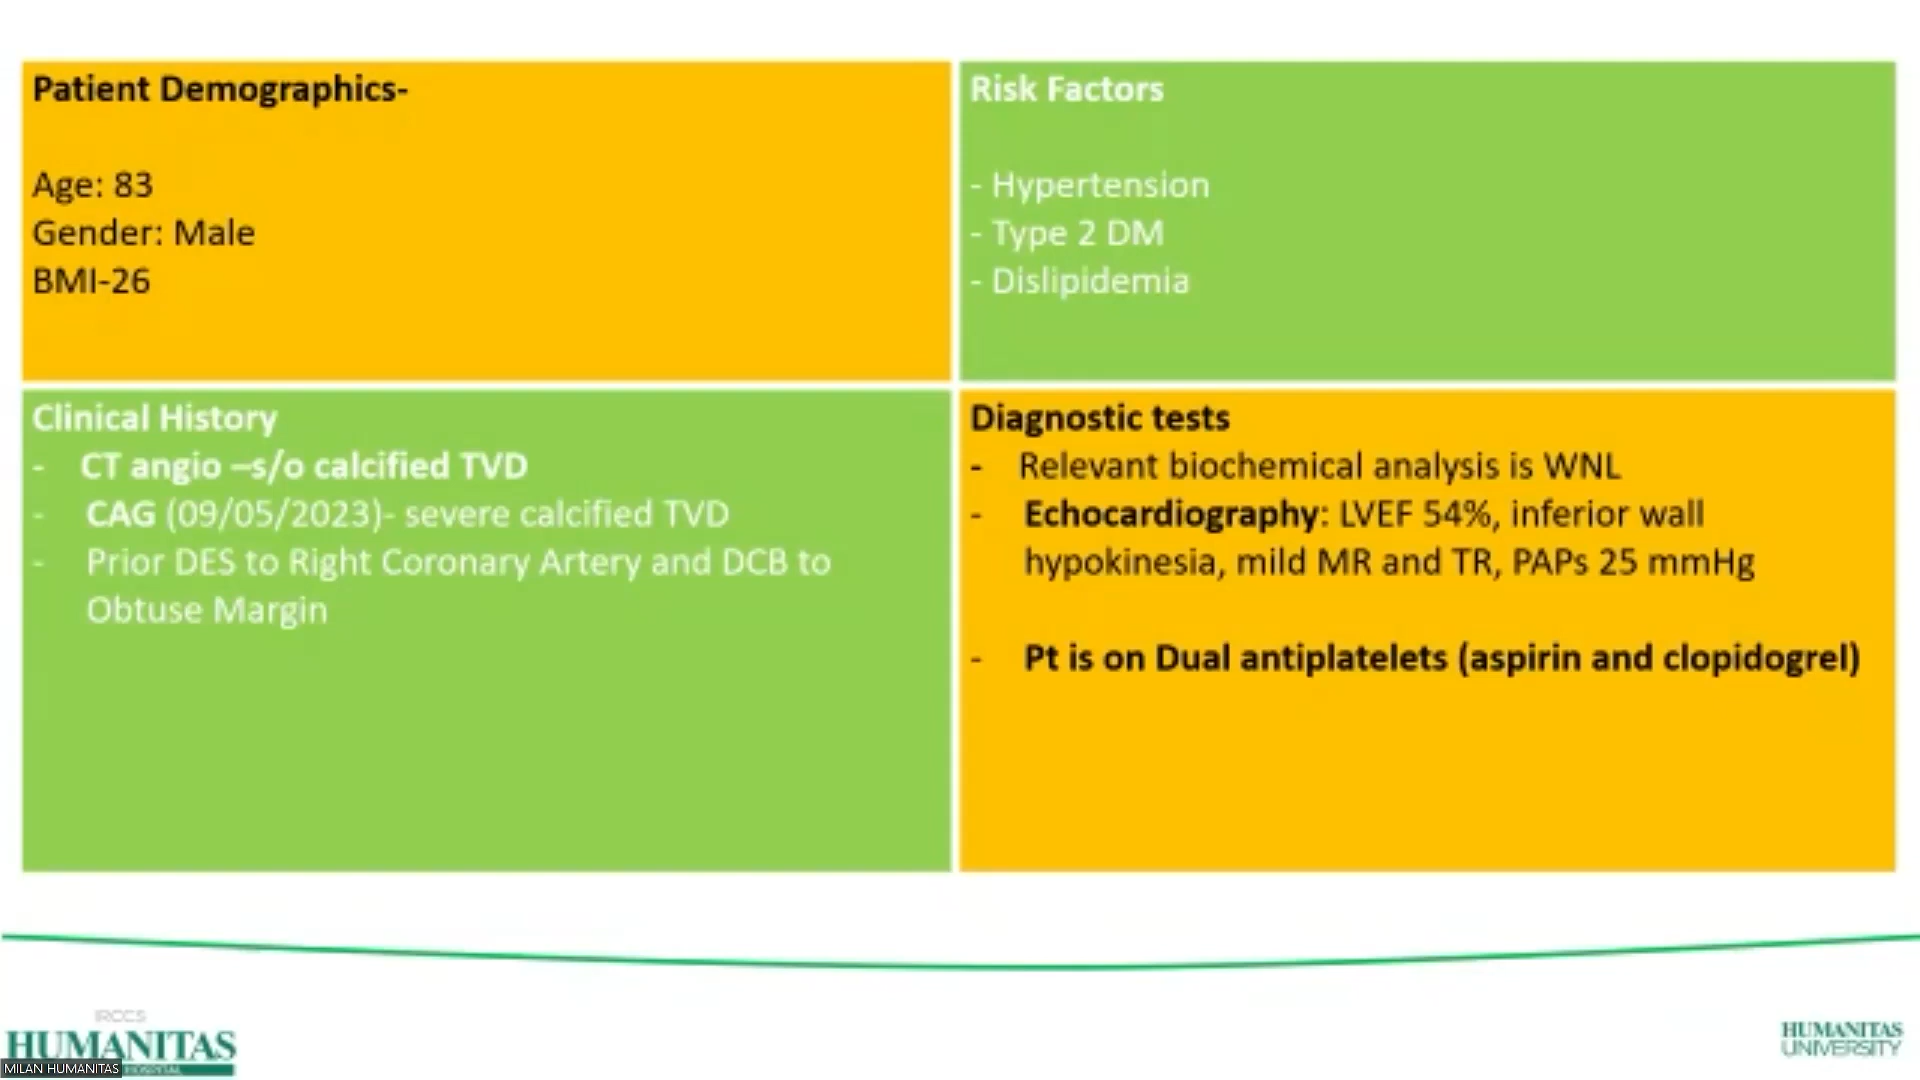 Patient Demographics-
Age: 83
Gender: Male
BMI-26
Risk Factors
- Hypertension
- Type 2 DM
- Dislipidemia
Clinical History
- CT angio –s/o calcified TVD
- CAG (09/05/2023)- severe calcified TVD
- Prior DES to Right Coronary Artery and DCB to
Obtuse Margin
Diagnostic tests
- Relevant biochemical analysis is WNL
- Echocardiography: LVEF 54%, inferior wall
hypokinesia, mild MR and TR, PAPs 25 mmHg
- Pt is on Dual antiplatelets (aspirin and clopidogrel)
IRCCS
HUMANITAS
HOSPITAL
MILAN HUMANITAS
HUMANITAS
UNIVERSITY